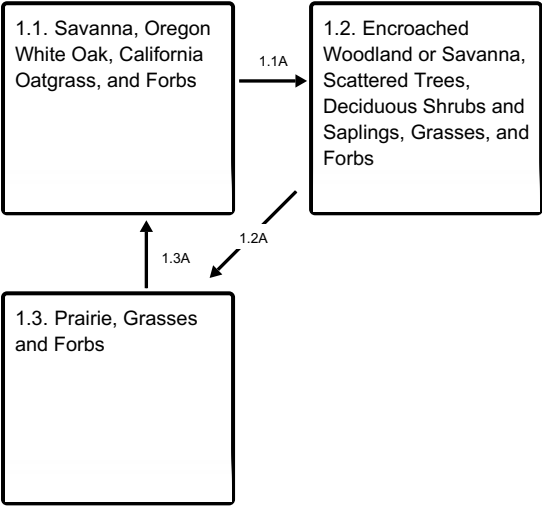 1.1. Savanna, Oregon
White Oak, California
Oatgrass, and Forbs
1.1A
1.2. Encroached
Woodland or Savanna,
Scattered Trees,
Deciduous Shrubs and
Saplings, Grasses, and
Forbs
1.2A
1.3A
1.3. Prairie, Grasses
and Forbs